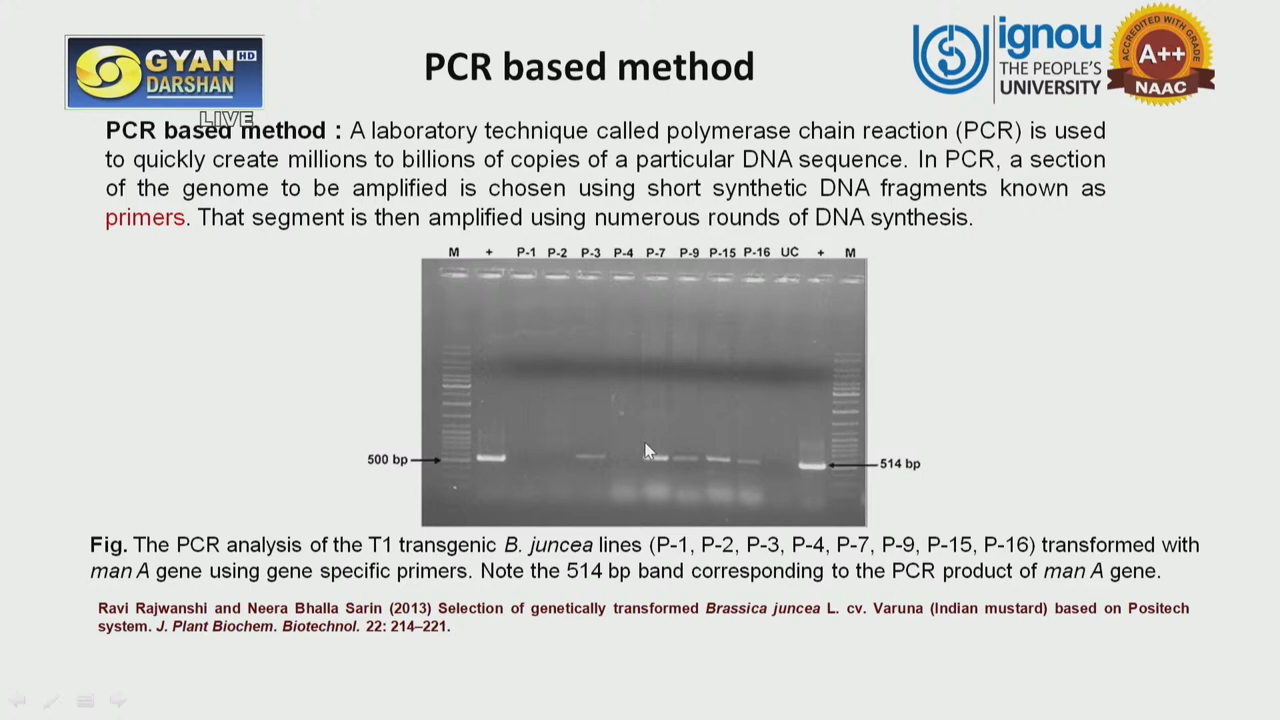 GYAN HD
DARSHAN
LIVE
PCR based method
ignou
THE PEOPLE'S
UNIVERSITY
ACCREDITED WITH GRADE
A++
NAAC
PCR based method : A laboratory technique called polymerase chain reaction (PCR) is used
to quickly create millions to billions of copies of a particular DNA sequence. In PCR, a section
of the genome to be amplified is chosen using short synthetic DNA fragments known as
primers. That segment is then amplified using numerous rounds of DNA synthesis.
M + P-1 P-2 P-3 P-4 P-7 P-9 P-15 P-16 UC + M
500 bp
514 bp
Fig. The PCR analysis of the T1 transgenic B. juncea lines (P-1, P-2, P-3, P-4, P-7, P-9, P-15, P-16) transformed with
man A gene using gene specific primers. Note the 514 bp band corresponding to the PCR product of man A gene.
Ravi Rajwanshi and Neera Bhalla Sarin (2013) Selection of genetically transformed Brassica juncea L. cv. Varuna (Indian mustard) based on Positech
system. J. Plant Biochem. Biotechnol. 22: 214–221.